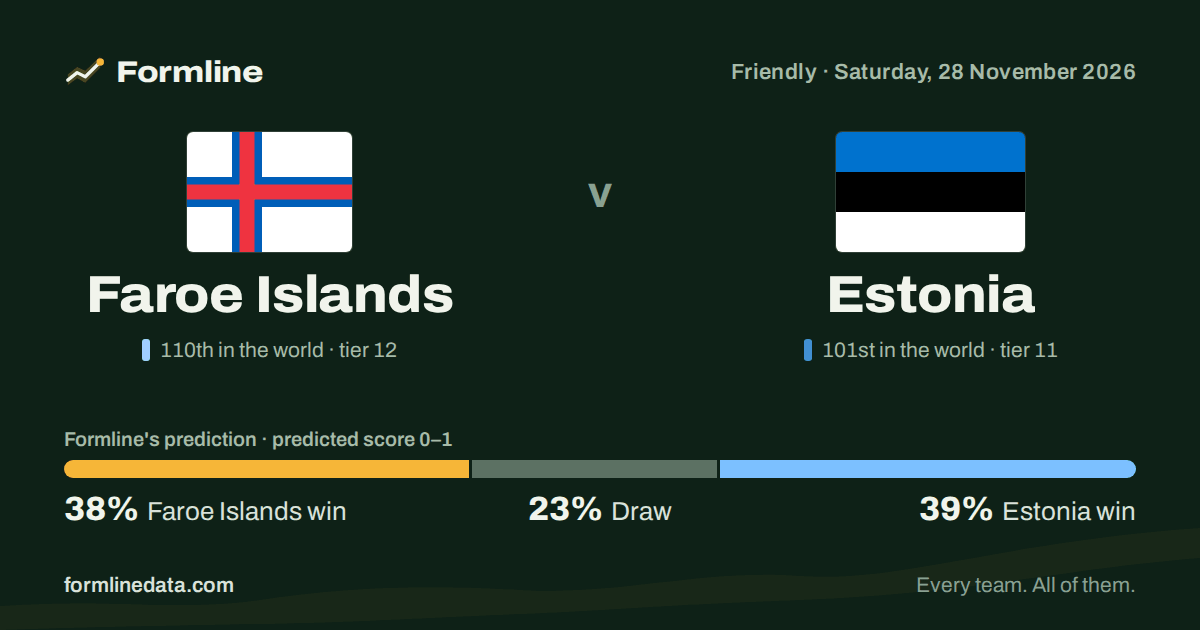 Formline
Friendly · Saturday, 28 November 2026
v
Faroe Islands
Estonia
110th in the world · tier 12
101st in the world · tier 11
Formline's prediction · predicted score 0–1
38% Faroe Islands win
23% Draw
39% Estonia win
formlinedata.com
Every team. All of them.